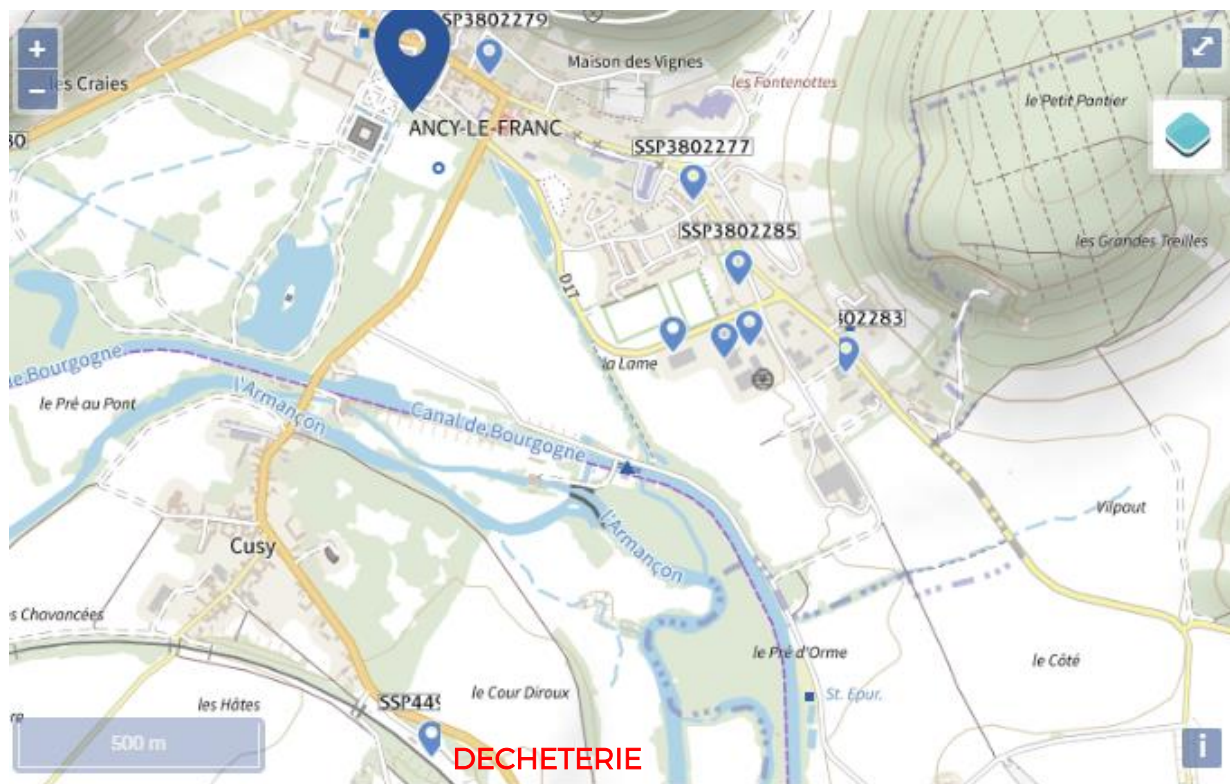 SSP3802279
+
Maison des Vignes
les Craies
les Fontenottes
le Petit Pantier
ANCY-LE-FRANC
SSP3802277
SSP3802285
les Grandes Treilles
D17
302283
la Lame
e Bourgogne
l'Armançon
le Pré au Pont
Canal de Bourgogne
l'Armançon
Vilpaut
Cusy
s Chavancées
le Pré d'Orme
le Côté
le Cour Diroux
St. Epur.
les Hâtes
SSP449
500 m
DECHETERIE
i